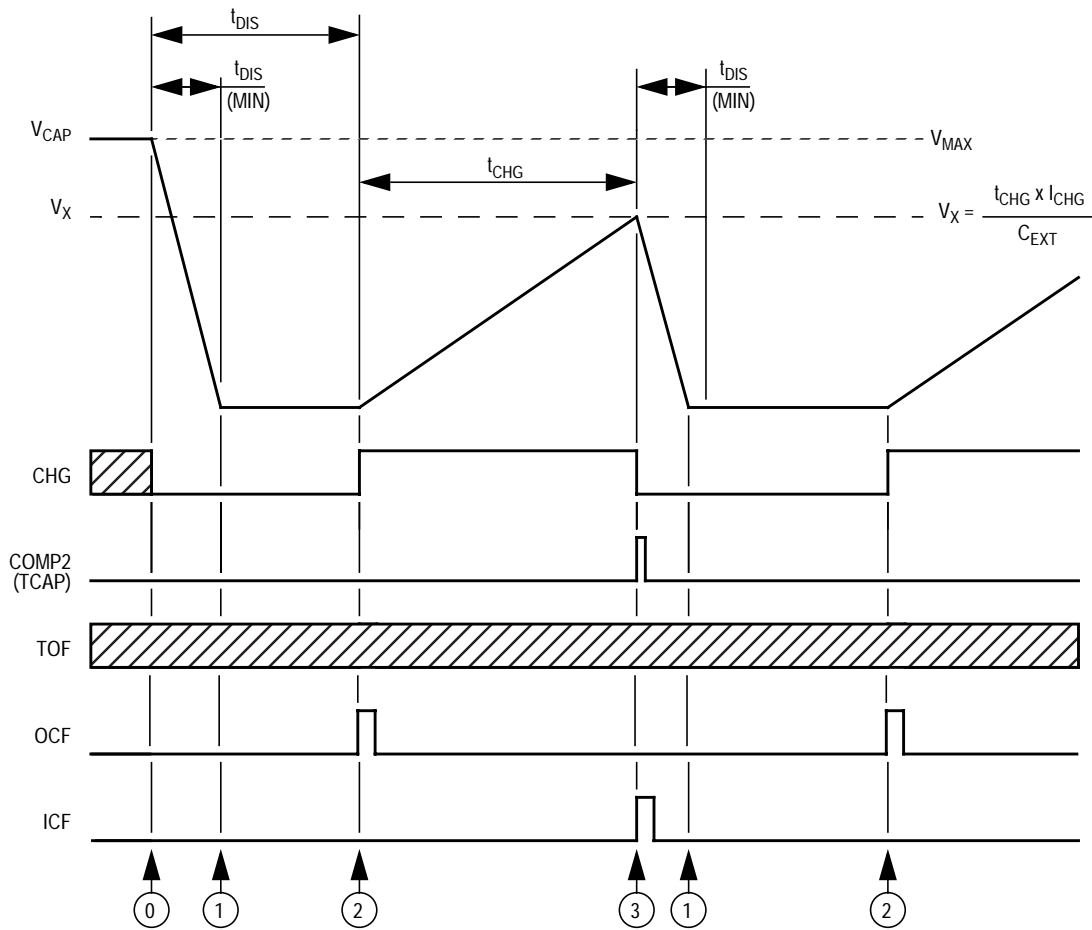 tDIS
tDIS
(MIN)
tDIS
(MIN)
VCAP
VMAX
tCHG
VX
VX = tCHG x ICHG
CEXT
CHG
COMP2
(TCAP)
TOF
OCF
ICF
0 1 2 3 1 2